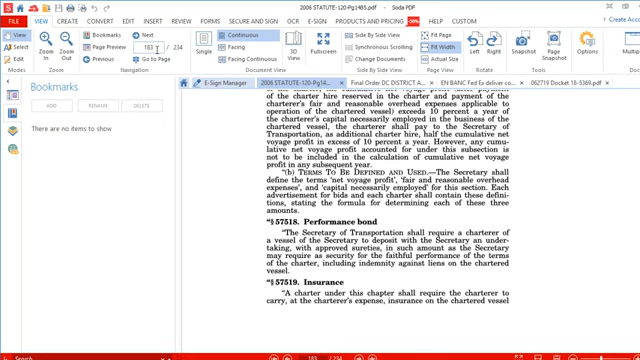 2006 STATUTE-120-Pg1485.pdf - Soda PDF
FILE VIEW CREATE CONVERT EDIT INSERT REVIEW FORMS SECURE AND SIGN OCR E-SIGN PRODUCTS AND PRICING -50%
View
Select
Edit
Zoom In
Zoom Out
Zoom
Bookmarks
Page Preview
Previous
Next
183 / 234
Go to Page
Navigation
Single
Continuous
Facing
Continuous Facing
Document View
Fullscreen
Side By Side View
Synchronous Scrolling
Compare Document
Side By Side View
Fit Page
Fit Width
Actual Size
Left
Right
E-Sign Manager
2006 STATUTE-120-Pg14
Final Order DC DISTRICT A
EN BANC Fed Ex deliver co
062719 Docket 18-5369.pd
Bookmarks
ADD RENAME DELETE
There are no items to show
of the charter hire reserved in the charter and payment of the
charterer's fair and reasonable overhead expenses applicable to
operation of the chartered vessel) exceeds 10 percent a year of
the charterer's capital necessarily employed in the business of
the chartered vessel, the charterer shall pay to the Secretary of
Transportation, as additional charter hire, half the cumulative net
voyage profit in excess of 10 percent a year. However, any cumu-
lative net voyage profit accounted for under this subsection is
not to be included in the calculation of cumulative net voyage
profit in any subsequent year.
"(b) TERMS TO BE DEFINED AND USED.—The Secretary shall
define the terms 'net voyage profit', 'fair and reasonable overhead
expenses', and 'capital necessarily employed' for this section. Each
advertisement for bids and each charter shall contain these defini-
tions, stating the formula for determining each of these three
amounts.
"§ 57518. Performance bond
"The Secretary of Transportation shall require a charterer of
a vessel of the Secretary to deposit with the Secretary an under-
taking, with approved sureties, in such amount as the Secretary
may require as security for the faithful performance of the terms
of the charter, including indemnity against liens on the chartered
vessel.
"§ 57519. Insurance
"A charter under this chapter shall require the charterer to
carry, at the charterer's expense, insurance on the chartered vessel
Search:
183 / 234